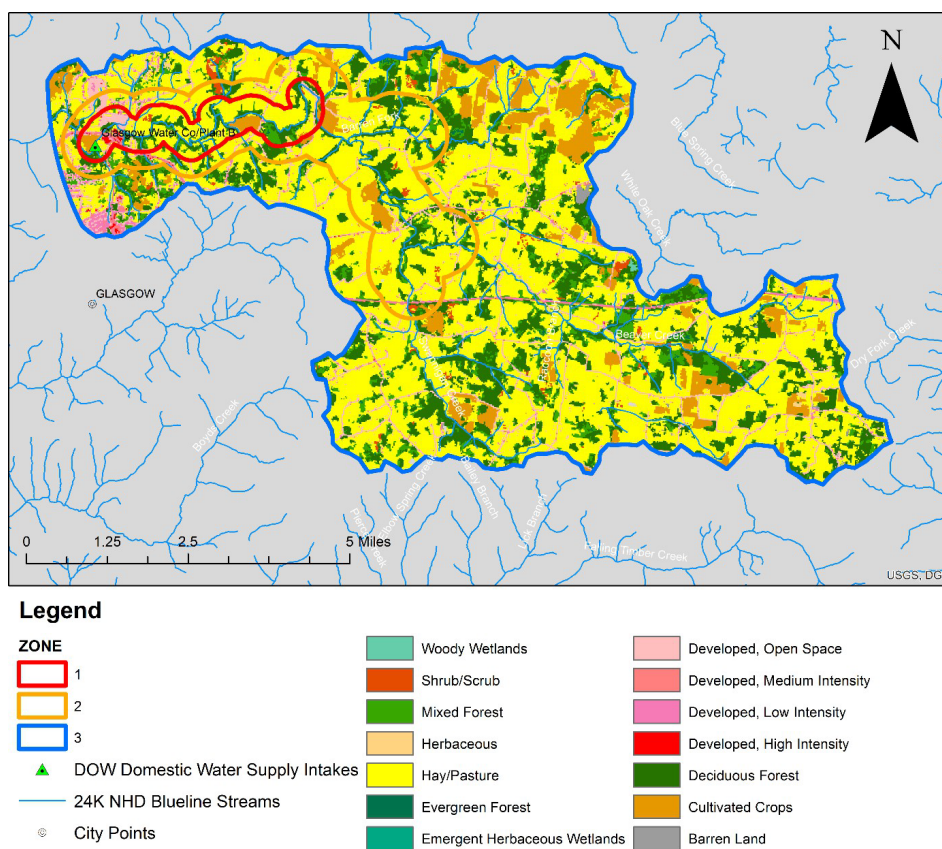 N
Glasgow Water Co/Plant B
Blue Spring Creek
White Oak Creek
GLASGOW
Beaver Creek
Dry Fork Creek
Boyds Creek
Bailey Branch
Lick Branch
Falling Timber Creek
0 1.25 2.5 5 Miles
USGS, DG
Legend
ZONE
1
2
3
DOW Domestic Water Supply Intakes
24K NHD Blueline Streams
City Points
Woody Wetlands
Shrub/Scrub
Mixed Forest
Herbaceous
Hay/Pasture
Evergreen Forest
Emergent Herbaceous Wetlands
Developed, Open Space
Developed, Medium Intensity
Developed, Low Intensity
Developed, High Intensity
Deciduous Forest
Cultivated Crops
Barren Land